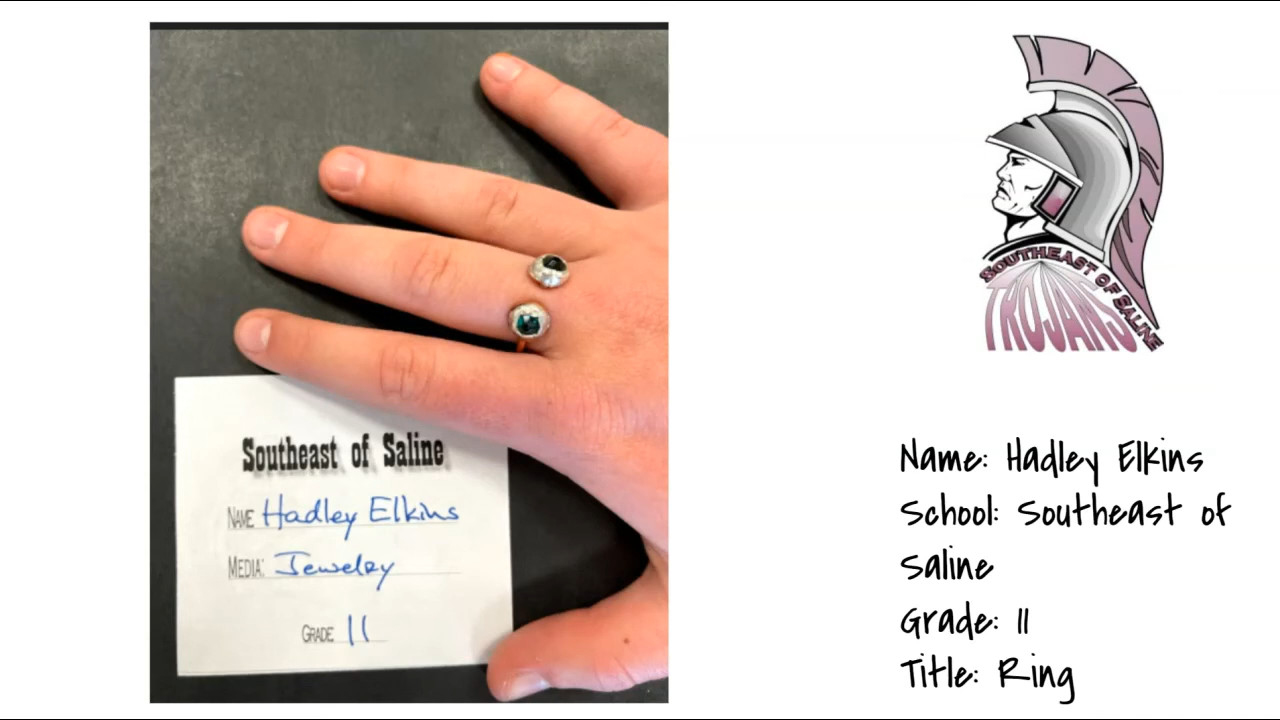 Southeast of Saline
NAME Hadley Elkins
MEDIA: Jewelry
GRADE 11
SOUTHEAST OF SALINE
TROJANS
Name: Hadley Elkins
School: Southeast of
Saline
Grade: 11
Title: Ring